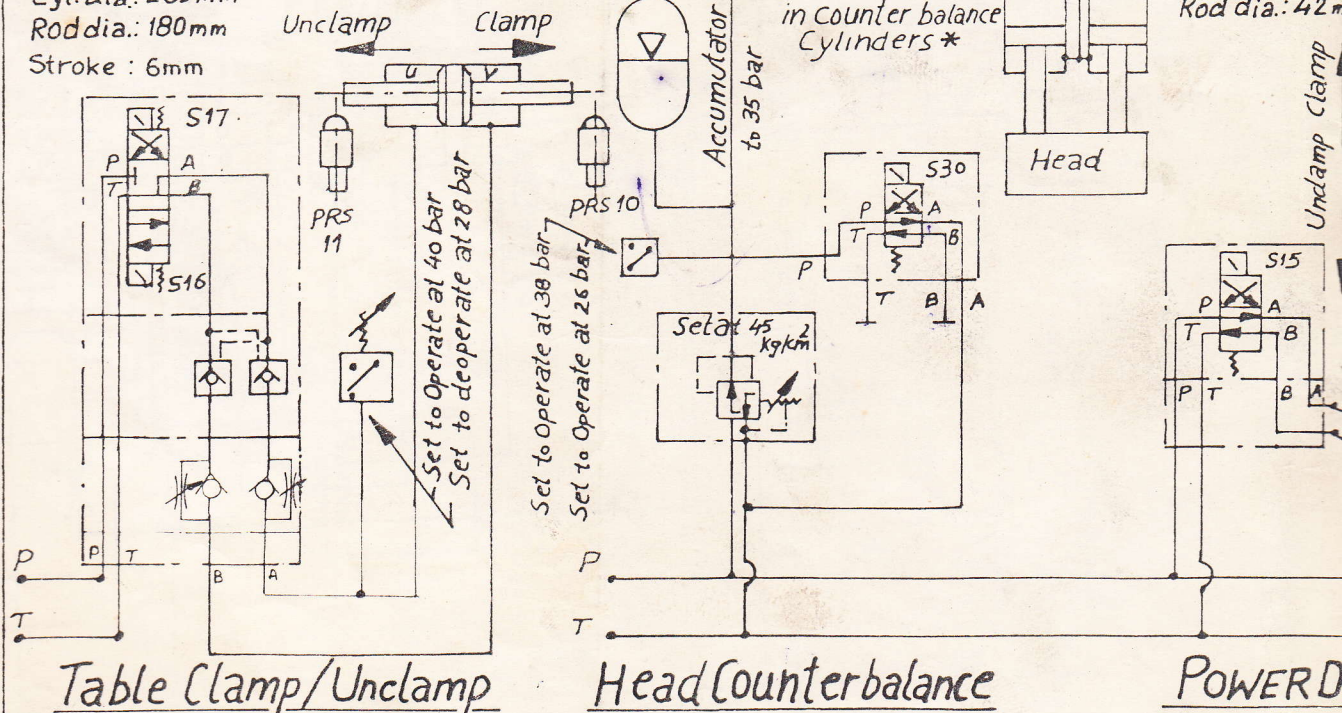 Rod dia.: 180mm
Stroke : 6mm
Unclamp Clamp
U V
S17.
P A
T B
S16
P T
B A
P
T
PRS
11
Set to Operate at 40 bar
Set to deoperate at 28 bar
Table Clamp/Unclamp
PRS 10
Set to Operate at 38 bar
Set to Operate at 26 bar
Accumutator
to 35 bar
in Counter balance
Cylinders *
Head
S30
P A
T B
P
T B A
Set at 45
kg/cm2
P
T
Head Counterbalance
Rod dia.: 42
Undamp Clamp
S15
P A
T B
P T B A
POWER D